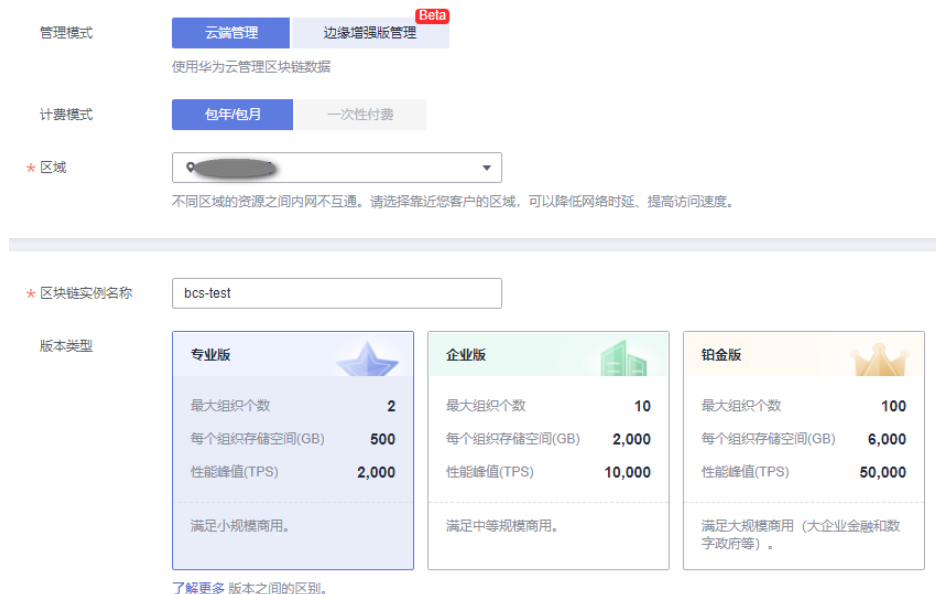 Beta
管理模式 云端管理 边缘增强版管理
使用华为云管理区块链数据
计费模式 包年/包月 一次性付费
* 区域
不同区域的资源之间内网不互通。请选择靠近您客户的区域，可以降低网络时延、提高访问速度。
* 区块链实例名称 bcs-test
版本类型 专业版 企业版 铂金版
最大组织个数 2 最大组织个数 10 最大组织个数 100
每个组织存储空间(GB) 500 每个组织存储空间(GB) 2,000 每个组织存储空间(GB) 6,000
性能峰值(TPS) 2,000 性能峰值(TPS) 10,000 性能峰值(TPS) 50,000
满足小规模商用。 满足中等规模商用。 满足大规模商用（大企业金融和数
字政府等）。
了解更多 版本之间的区别。